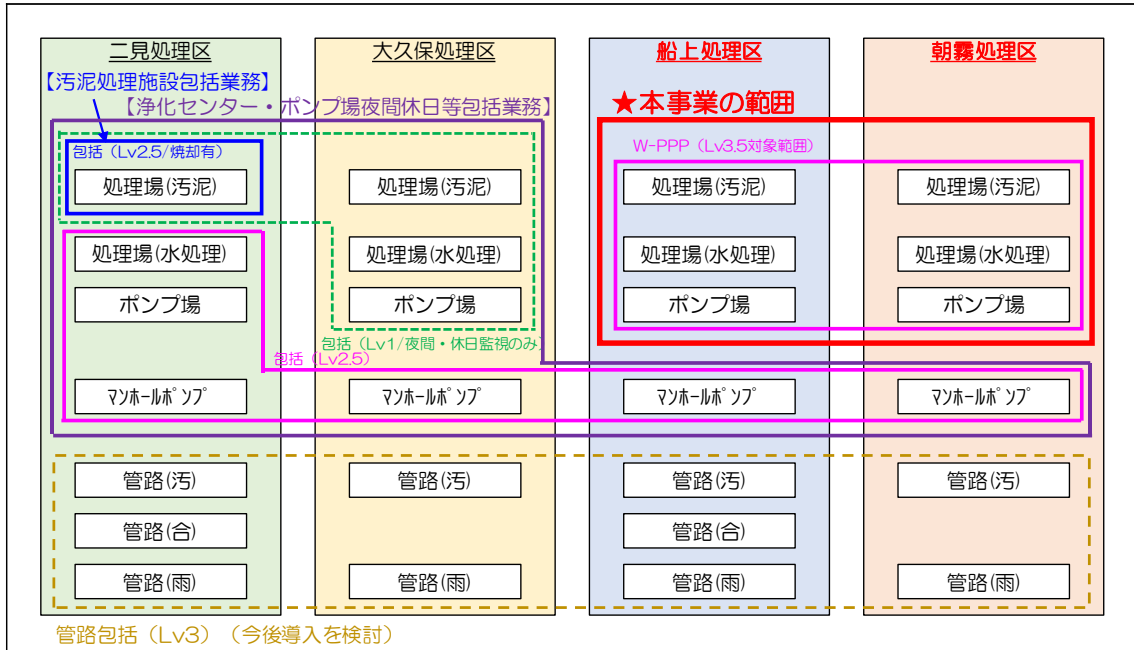 二見処理区
大久保処理区
船上処理区
朝霧処理区
【汚泥処理施設包括業務】
【浄化センター・ポンプ場夜間休日等包括業務】
★本事業の範囲
包括（Lv2.5/焼却有）
W-PPP（Lv3.5対象範囲）
処理場(汚泥)
処理場(汚泥)
処理場(汚泥)
処理場(汚泥)
処理場(水処理)
処理場(水処理)
処理場(水処理)
処理場(水処理)
ポンプ場
ポンプ場
ポンプ場
ポンプ場
包括（Lv1/夜間・休日監視のみ）
包括（Lv2.5）
ﾏﾝﾎｰﾙﾎﾟﾝﾌﾟ
ﾏﾝﾎｰﾙﾎﾟﾝﾌﾟ
ﾏﾝﾎｰﾙﾎﾟﾝﾌﾟ
ﾏﾝﾎｰﾙﾎﾟﾝﾌﾟ
管路(汚)
管路(汚)
管路(汚)
管路(汚)
管路(合)
管路(合)
管路(雨)
管路(雨)
管路(雨)
管路(雨)
管路包括（Lv3）（今後導入を検討）